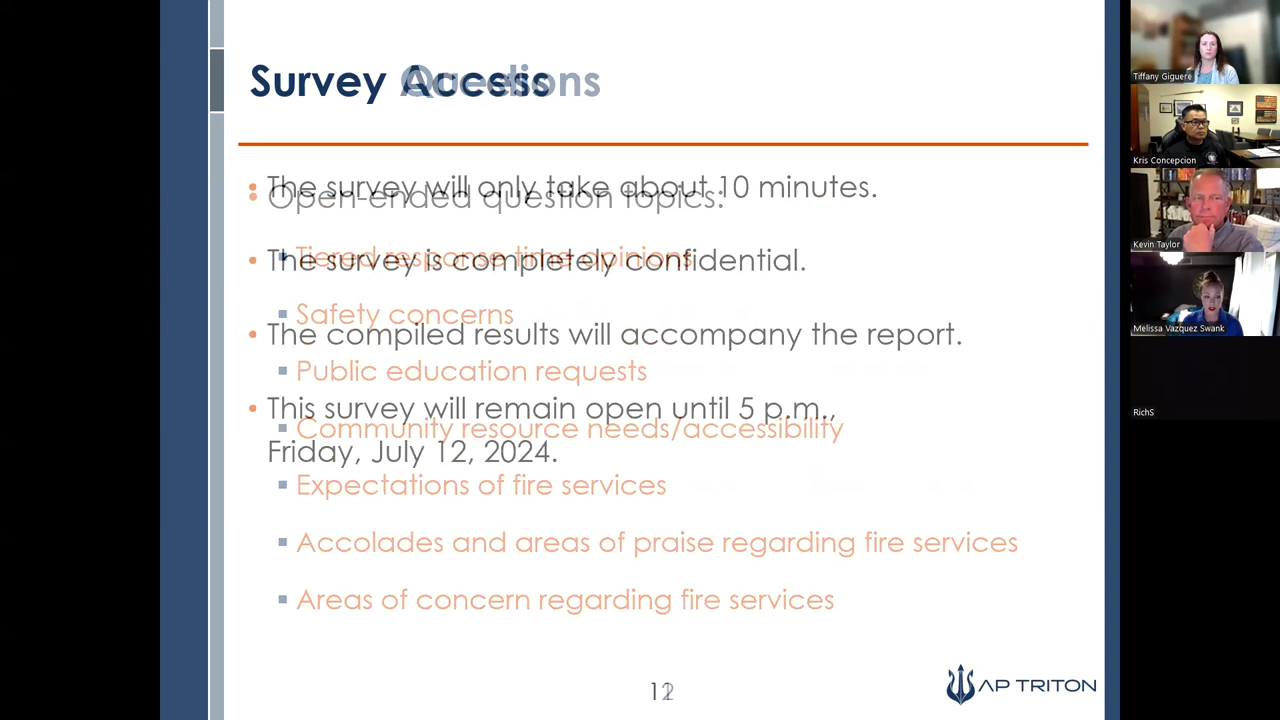 Survey Access
Questions
The survey will only take about 10 minutes.
Open-ended question topics:
Tiered response time opinions
The survey is completely confidential.
Safety concerns
The compiled results will accompany the report.
Public education requests
This survey will remain open until 5 p.m.,
Community resource needs/accessibility
Friday, July 12, 2024.
Expectations of fire services
Accolades and areas of praise regarding fire services
Areas of concern regarding fire services
12
AP TRITON
Tiffany Giguere
Kris Concepcion
Kevin Taylor
Melissa Vazquez Swank
RichS